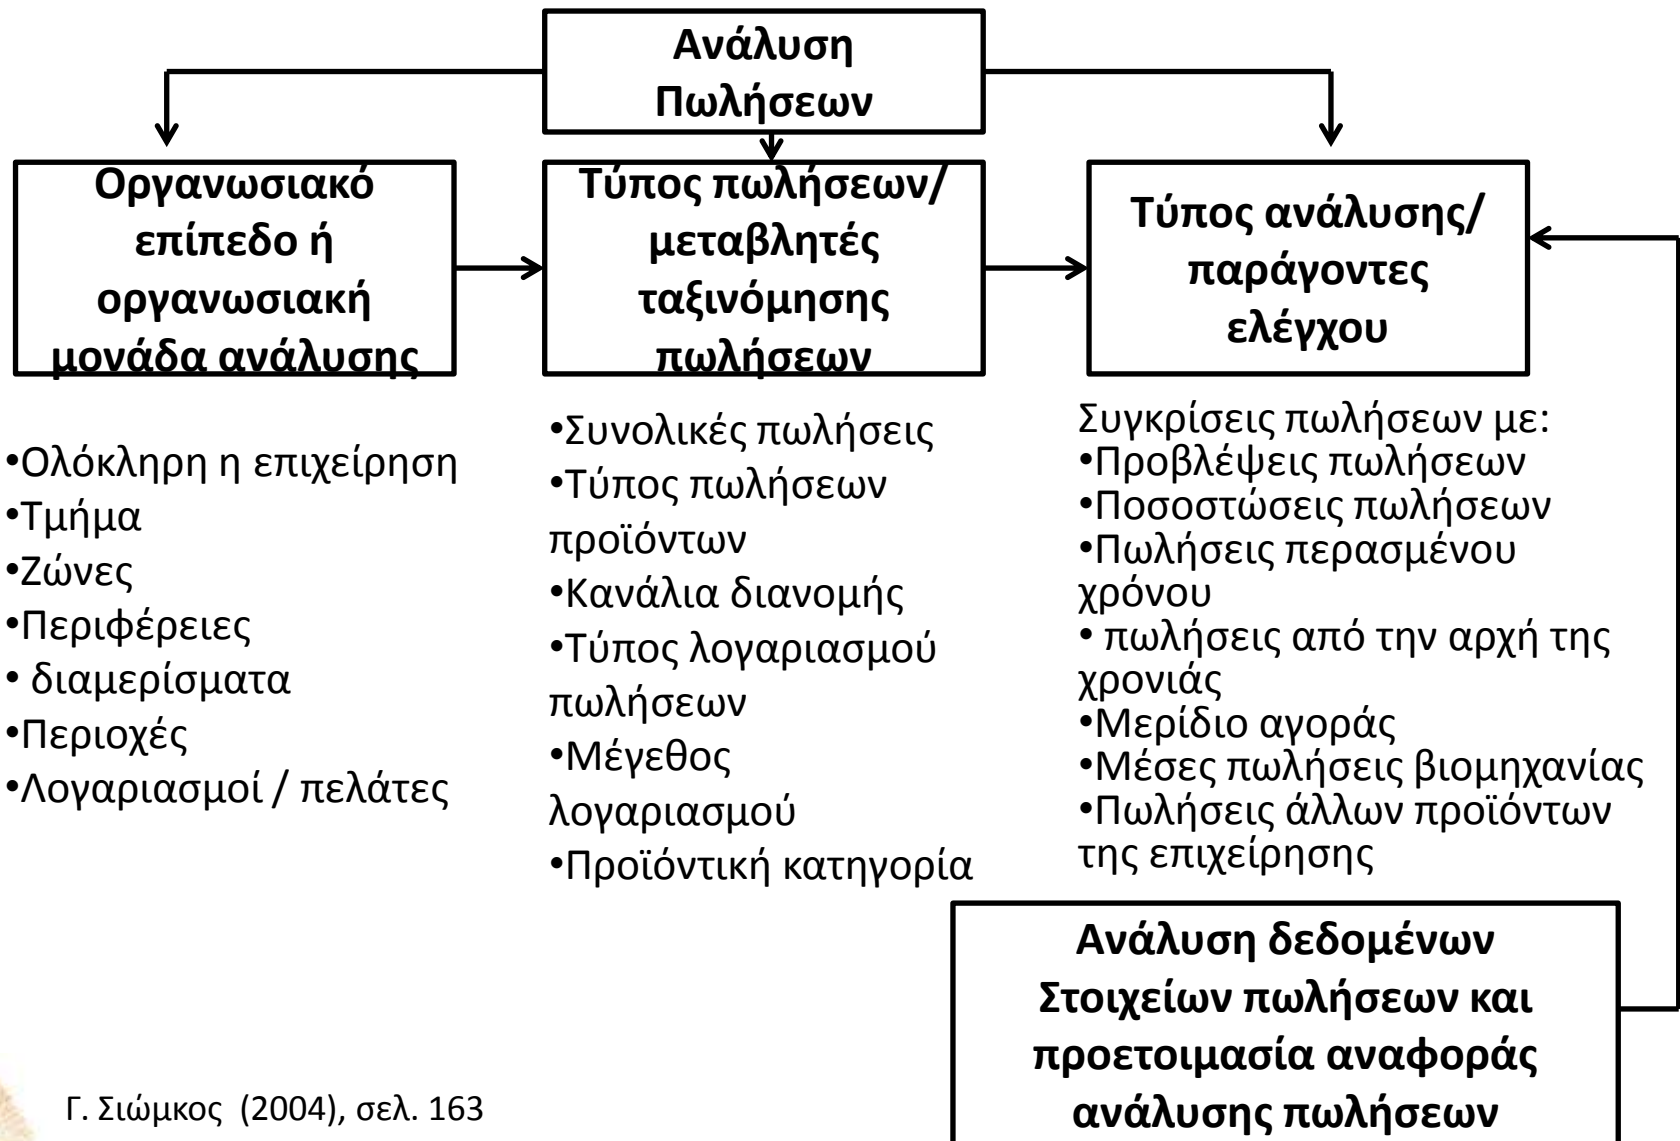 Ανάλυση
Πωλήσεων
Οργανωσιακό
επίπεδο ή
οργανωσιακή
μονάδα ανάλυσης
Τύπος πωλήσεων/
μεταβλητές
ταξινόμησης
πωλήσεων
Τύπος ανάλυσης/
παράγοντες
ελέγχου
•Ολόκληρη η επιχείρηση
•Τμήμα
•Ζώνες
•Περιφέρειες
• διαμερίσματα
•Περιοχές
•Λογαριασμοί / πελάτες
•Συνολικές πωλήσεις
•Τύπος πωλήσεων
προϊόντων
•Κανάλια διανομής
•Τύπος λογαριασμού
πωλήσεων
•Μέγεθος
λογαριασμού
•Προϊόντική κατηγορία
Συγκρίσεις πωλήσεων με:
•Προβλέψεις πωλήσεων
•Ποσοστώσεις πωλήσεων
•Πωλήσεις περασμένου
χρόνου
• πωλήσεις από την αρχή της
χρονιάς
•Μερίδιο αγοράς
•Μέσες πωλήσεις βιομηχανίας
•Πωλήσεις άλλων προϊόντων
της επιχείρησης
Ανάλυση δεδομένων
Στοιχείων πωλήσεων και
προετοιμασία αναφοράς
ανάλυσης πωλήσεων
Γ. Σιώμκος (2004), σελ. 163